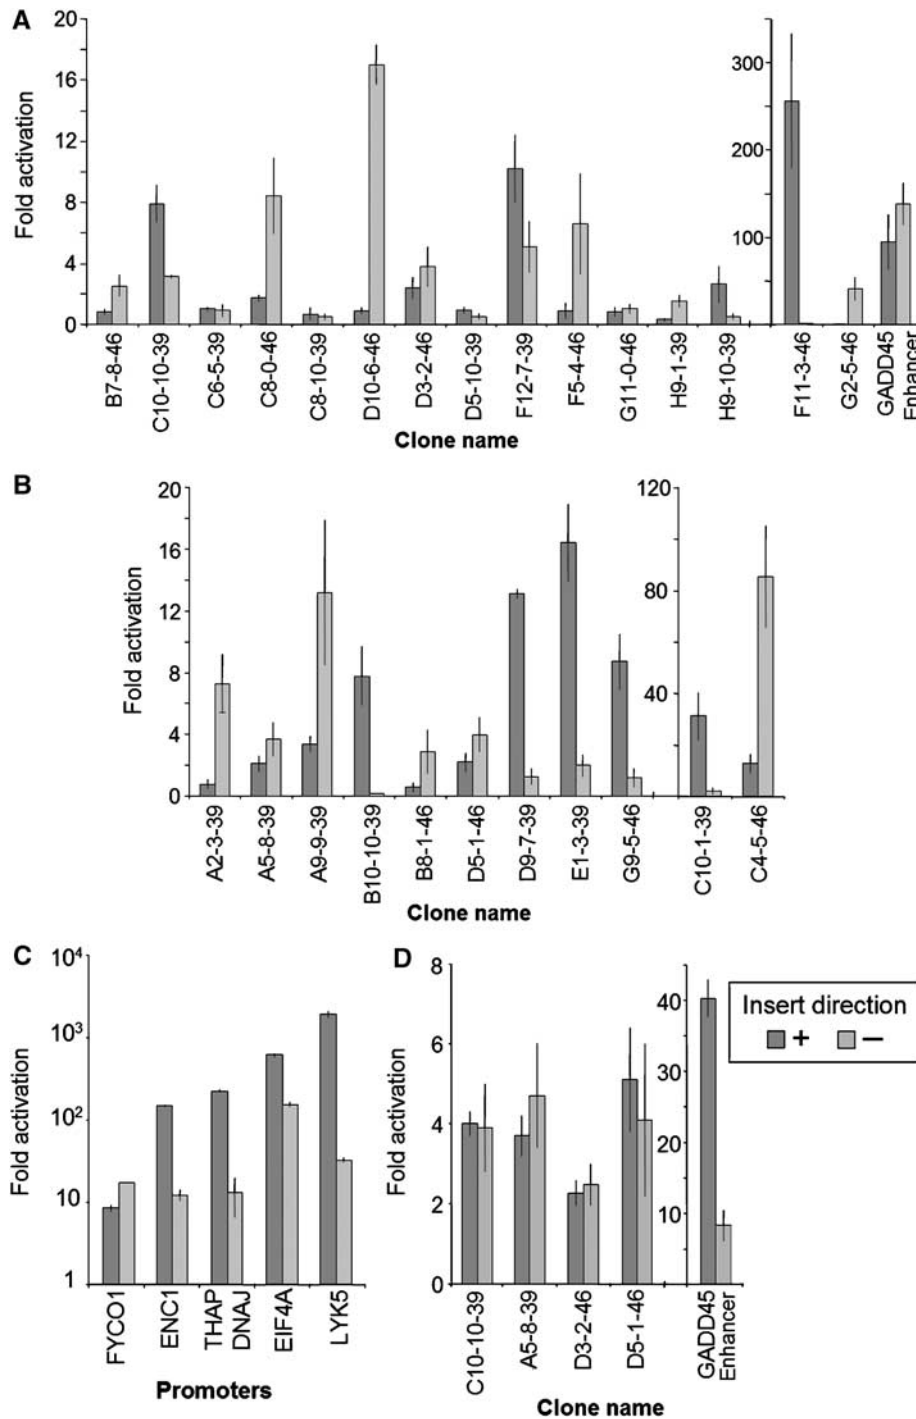 A
Fold activation
20
16
12
8
4
0
300
200
100
B7-8-46
C10-10-39
C6-5-39
C8-0-46
C8-10-39
D10-6-46
D3-2-46
D5-10-39
F12-7-39
F5-4-46
G11-0-46
H9-1-39
H9-10-39
F11-3-46
G2-5-46
GADD45
Enhancer
Clone name
B
Fold activation
20
16
12
8
4
0
120
80
40
A2-3-39
A5-8-39
A9-9-39
B10-10-39
B8-1-46
D5-1-46
D9-7-39
E1-3-39
G9-5-46
C10-1-39
C4-5-46
Clone name
C
Fold activation
10⁴
10³
10²
10
1
FYCO1
ENC1
THAP
DNAJ
EIF4A
LYK5
Promoters
D
Fold activation
8
6
4
2
0
40
30
20
10
C10-10-39
A5-8-39
D3-2-46
D5-1-46
GADD45
Enhancer
Clone name
Insert direction
+ −